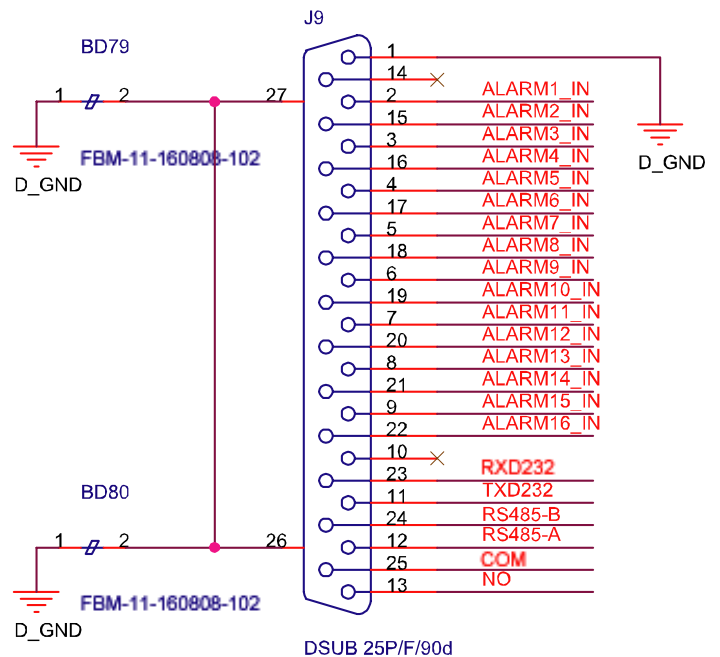 J9
BD79
1 2 27
FBM-11-160808-102
D_GND
1
14
2 ALARM1_IN
15 ALARM2_IN
3 ALARM3_IN
16 ALARM4_IN
4 ALARM5_IN
17 ALARM6_IN
5 ALARM7_IN
18 ALARM8_IN
6 ALARM9_IN
19 ALARM10_IN
7 ALARM11_IN
20 ALARM12_IN
8 ALARM13_IN
21 ALARM14_IN
9 ALARM15_IN
22 ALARM16_IN
10
23 RXD232
11 TXD232
24 RS485-B
12 RS485-A
25 COM
13 NO
D_GND
BD80
1 2 26
FBM-11-160808-102
D_GND
DSUB 25P/F/90d